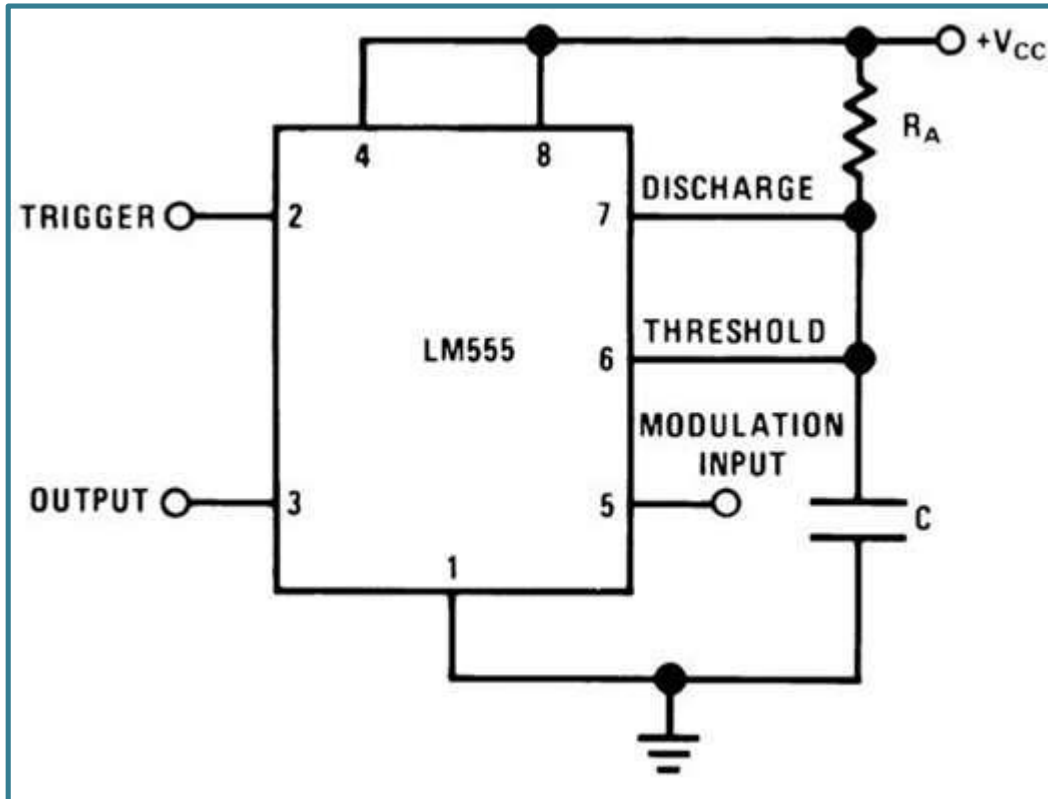 +VCC
RA
4
8
DISCHARGE
TRIGGER
2
7
THRESHOLD
LM555
6
MODULATION
INPUT
OUTPUT
3
5
C
1